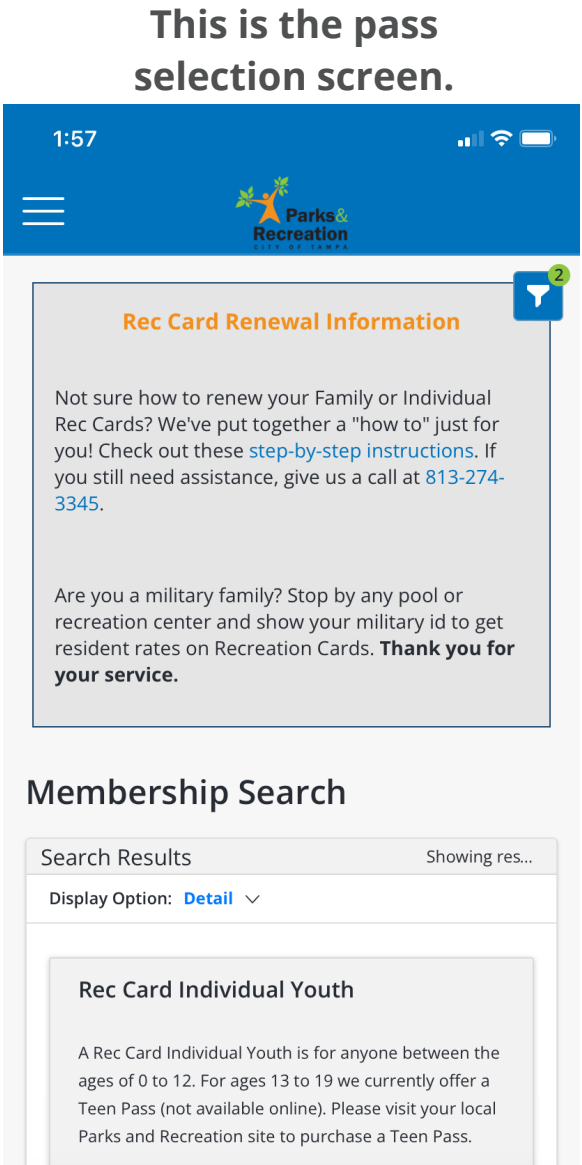 This is the pass
selection screen.
1:57
Parks&
Recreation
CITY OF TAMPA
2
Rec Card Renewal Information
Not sure how to renew your Family or Individual
Rec Cards? We've put together a "how to" just for
you! Check out these step-by-step instructions. If
you still need assistance, give us a call at 813-274-
3345.
Are you a military family? Stop by any pool or
recreation center and show your military id to get
resident rates on Recreation Cards. Thank you for
your service.
Membership Search
Search Results Showing res...
Display Option: Detail
Rec Card Individual Youth
A Rec Card Individual Youth is for anyone between the
ages of 0 to 12. For ages 13 to 19 we currently offer a
Teen Pass (not available online). Please visit your local
Parks and Recreation site to purchase a Teen Pass.